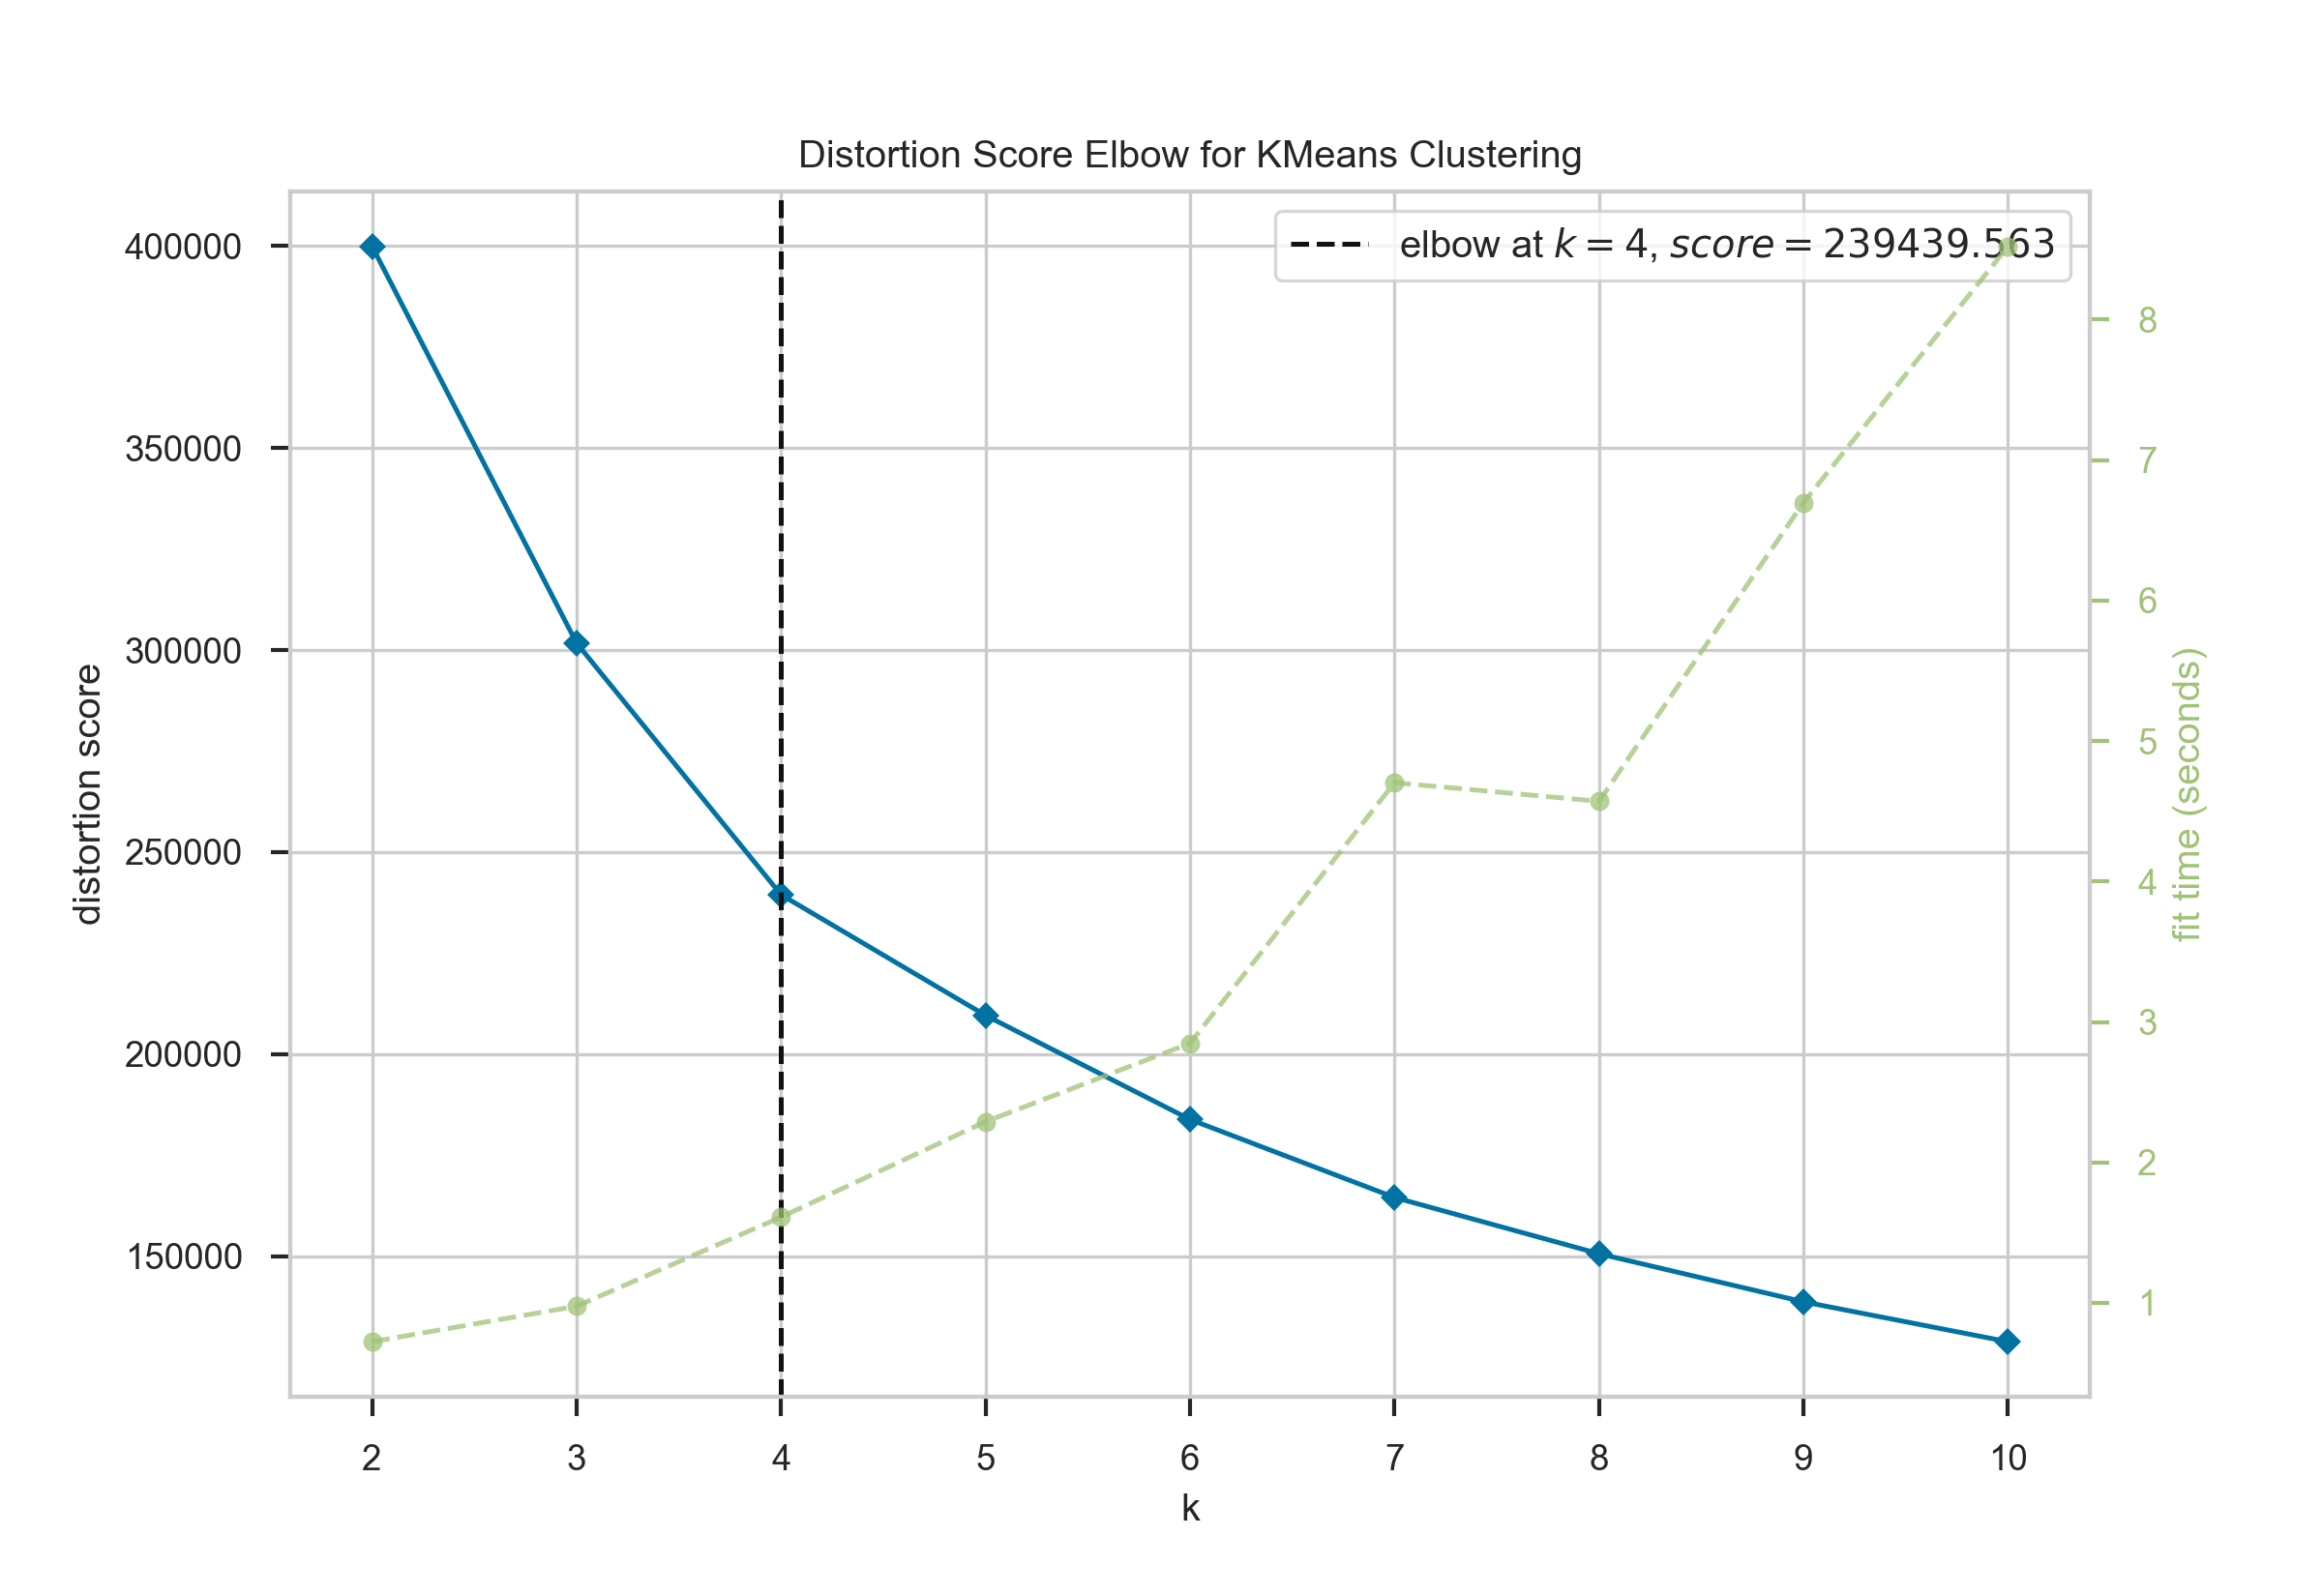 Distortion Score Elbow for KMeans Clustering
elbow at k = 4, score = 239439.563
distortion score
400000
350000
300000
250000
200000
150000
8
7
6
5
4
3
2
1
fit time (seconds)
2 3 4 5 6 7 8 9 10
k